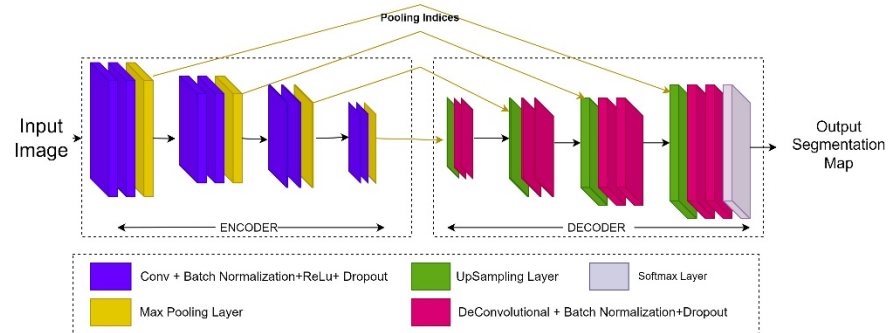 Pooling Indices
Input
Image
Output
Segmentation
Map
ENCODER
DECODER
Conv + Batch Normalization+ReLu+ Dropout
UpSampling Layer
Softmax Layer
Max Pooling Layer
DeConvolutional + Batch Normalization+Dropout